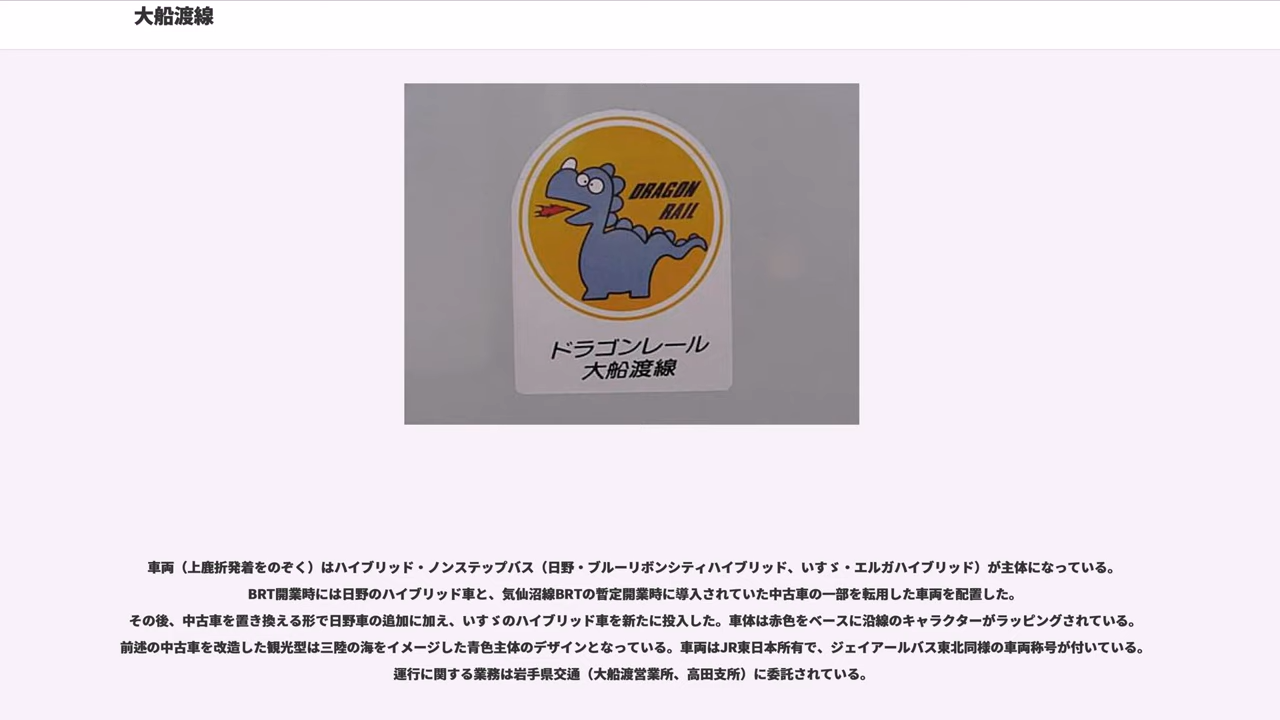 大船渡線
DRAGON
RAIL
ドラゴンレール
大船渡線
車両（上鹿折発着をのぞく）はハイブリッド・ノンステップバス（日野・ブルーリボンシティハイブリッド、いすゞ・エルガハイブリッド）が主体になっている。
BRT開業時には日野のハイブリッド車と、気仙沼線BRTの暫定開業時に導入されていた中古車の一部を転用した車両を配置した。
その後、中古車を置き換える形で日野車の追加に加え、いすゞのハイブリッド車を新たに投入した。車体は赤色をベースに沿線のキャラクターがラッピングされている。
前述の中古車を改造した観光型は三陸の海をイメージした青色主体のデザインとなっている。車両はJR東日本所有で、ジェイアールバス東北同様の車両称号が付いている。
運行に関する業務は岩手県交通（大船渡営業所、高田支所）に委託されている。